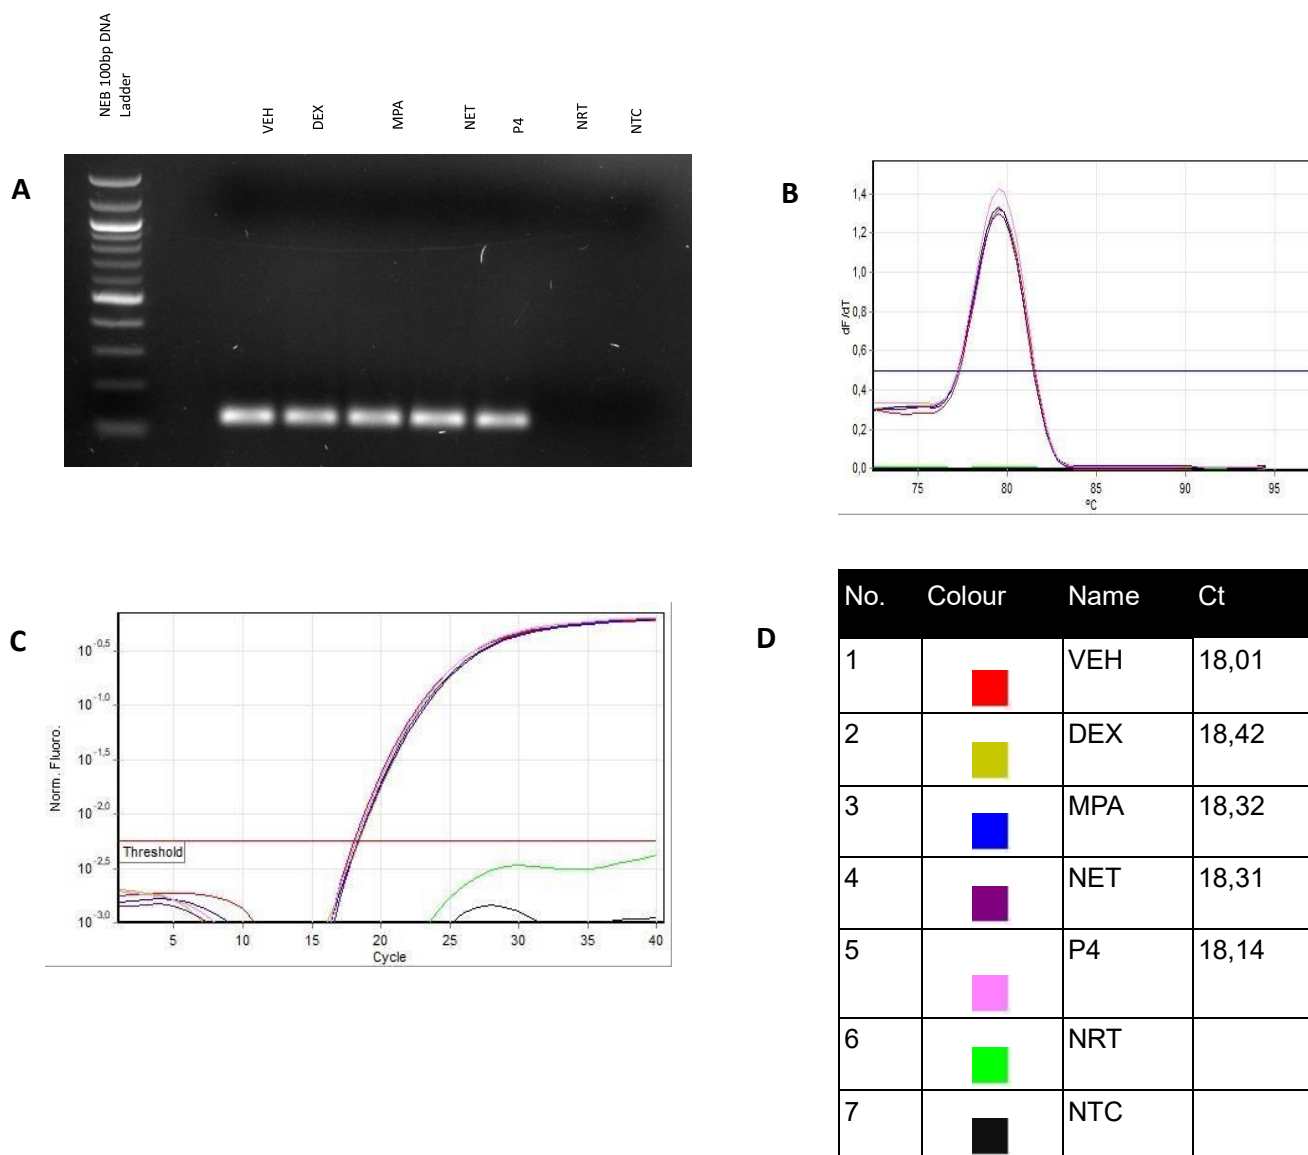 NEB 100bp DNA
Ladder
VEH
DEX
MPA
NET
P4
NRT
NTC
A
B
1,4
1,2
1,0
0,8
0,6
0,4
0,2
0,0
dF/dT
75
80
85
90
95
ºC
C
10^-0.5
10^-1.0
10^-1.5
10^-2.0
10^-2.5
10^-3.0
Norm. Fluoro.
Threshold
5
10
15
20
25
30
35
40
Cycle
D
No. Colour Name Ct
1 VEH 18,01
2 DEX 18,42
3 MPA 18,32
4 NET 18,31
5 P4 18,14
6 NRT
7 NTC